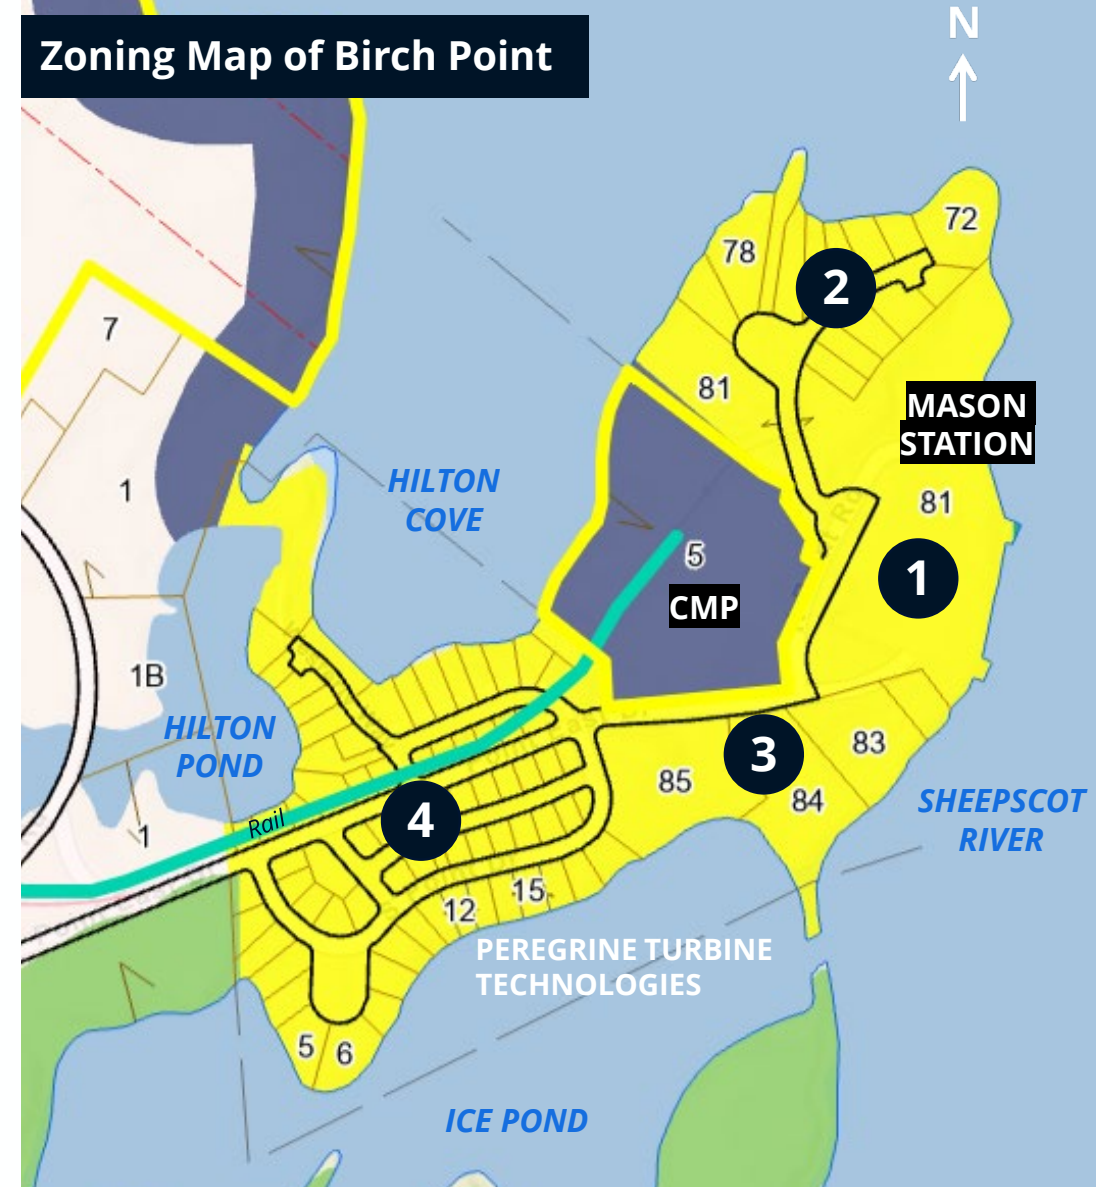 Zoning Map of Birch Point
N
72
78
2
7
81
MASON
STATION
HILTON
COVE
1
81
5
1
CMP
1B
HILTON
POND
3
83
85
84
SHEEPSCOT
RIVER
Rail
4
1
15
12
PEREGRINE TURBINE
TECHNOLOGIES
5
6
ICE POND